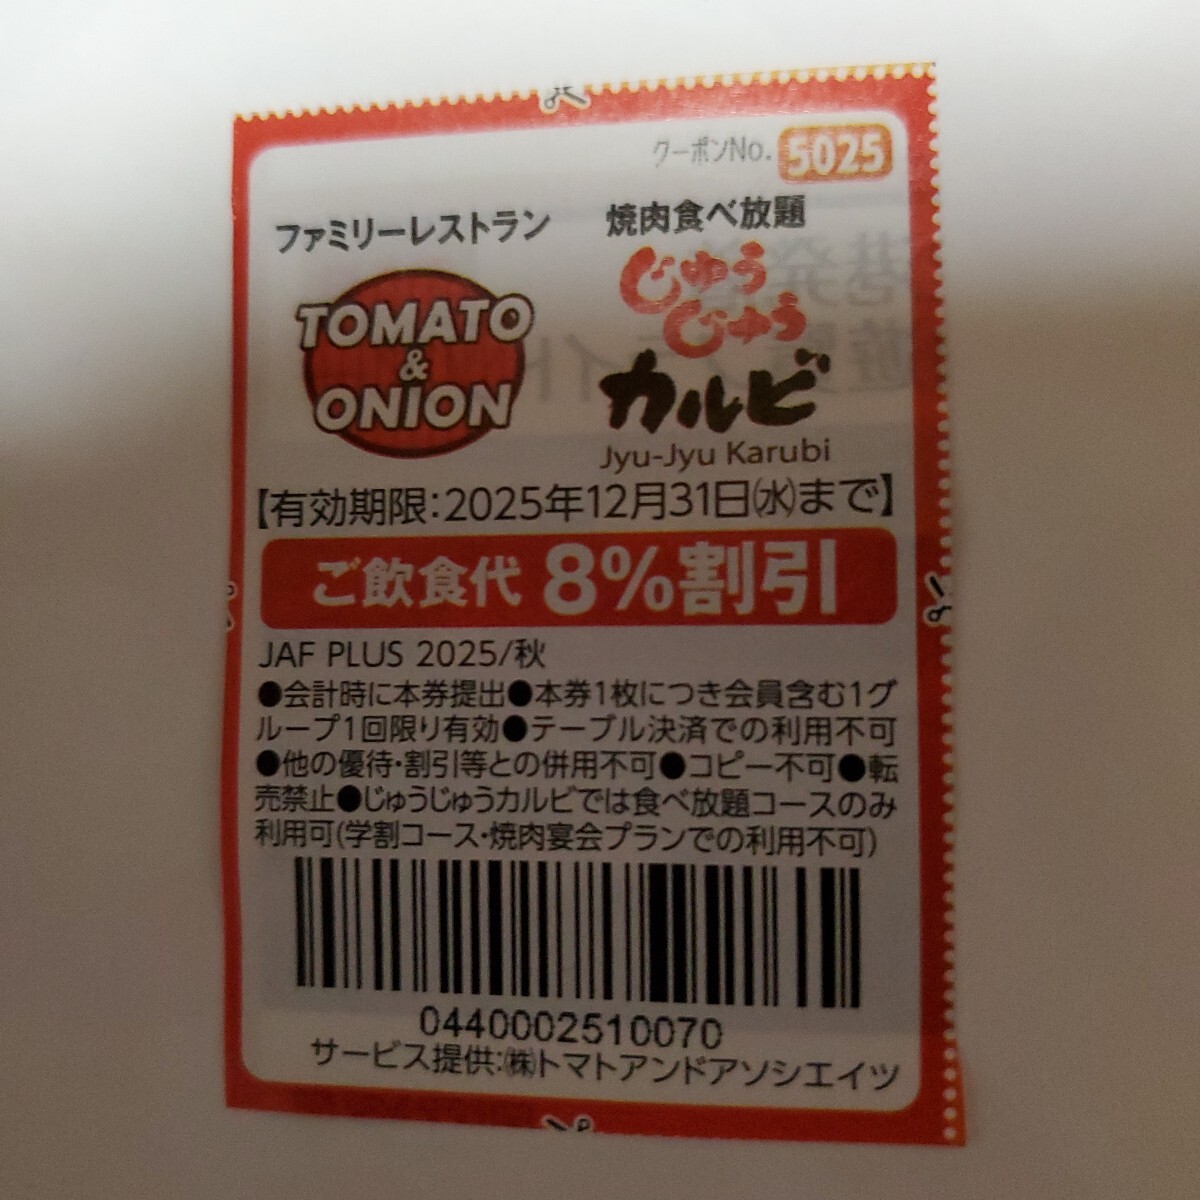 クーポンNo. 5025
ファミリーレストラン
TOMATO
&
ONION
焼肉食べ放題
じゅう
じゅう
カルビ
Jyu-Jyu Karubi
【有効期限:2025年12月31日㈬まで】
ご飲食代 8%割引
JAF PLUS 2025/秋
●会計時に本券提出●本券1枚につき会員含む1グ
ループ1回限り有効●テーブル決済での利用不可
●他の優待・割引等との併用不可●コピー不可●転
売禁止●じゅうじゅうカルビでは食べ放題コースのみ
利用可(学割コース・焼肉宴会プランでの利用不可)
0440002510070
サービス提供:㈱トマトアンドアソシエイツ